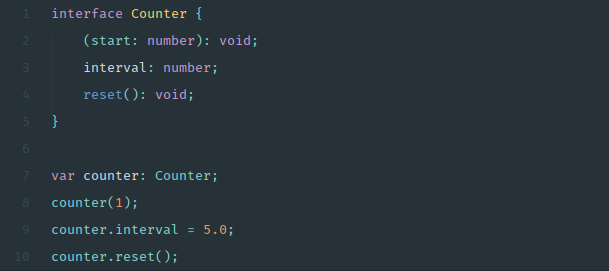 1 interface Counter {
2 (start: number): void;
3 interval: number;
4 reset(): void;
5 }
6
7 var counter: Counter;
8 counter(1);
9 counter.interval = 5.0;
10 counter.reset();